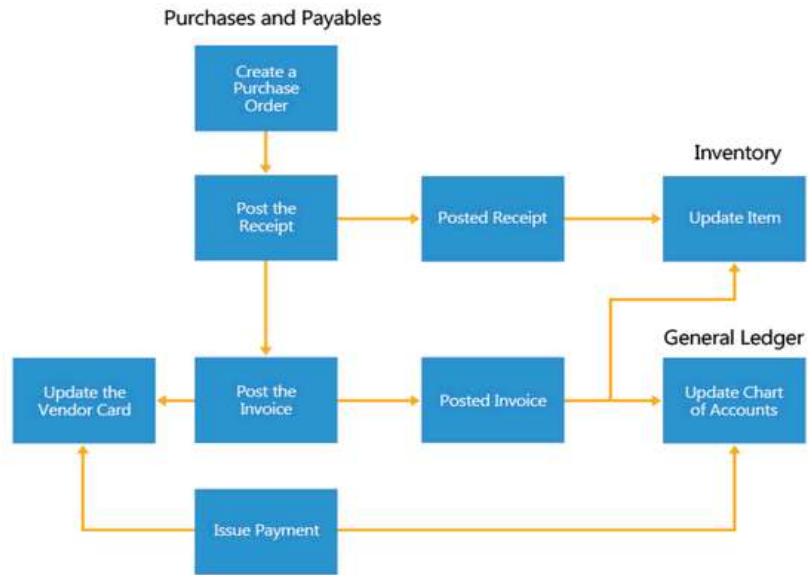 Purchases and Payables
Create a
Purchase
Order
Inventory
Post the
Receipt
Posted Receipt
Update Item
General Ledger
Update the
Vendor Card
Post the
Invoice
Posted Invoice
Update Chart
of Accounts
Issue Payment